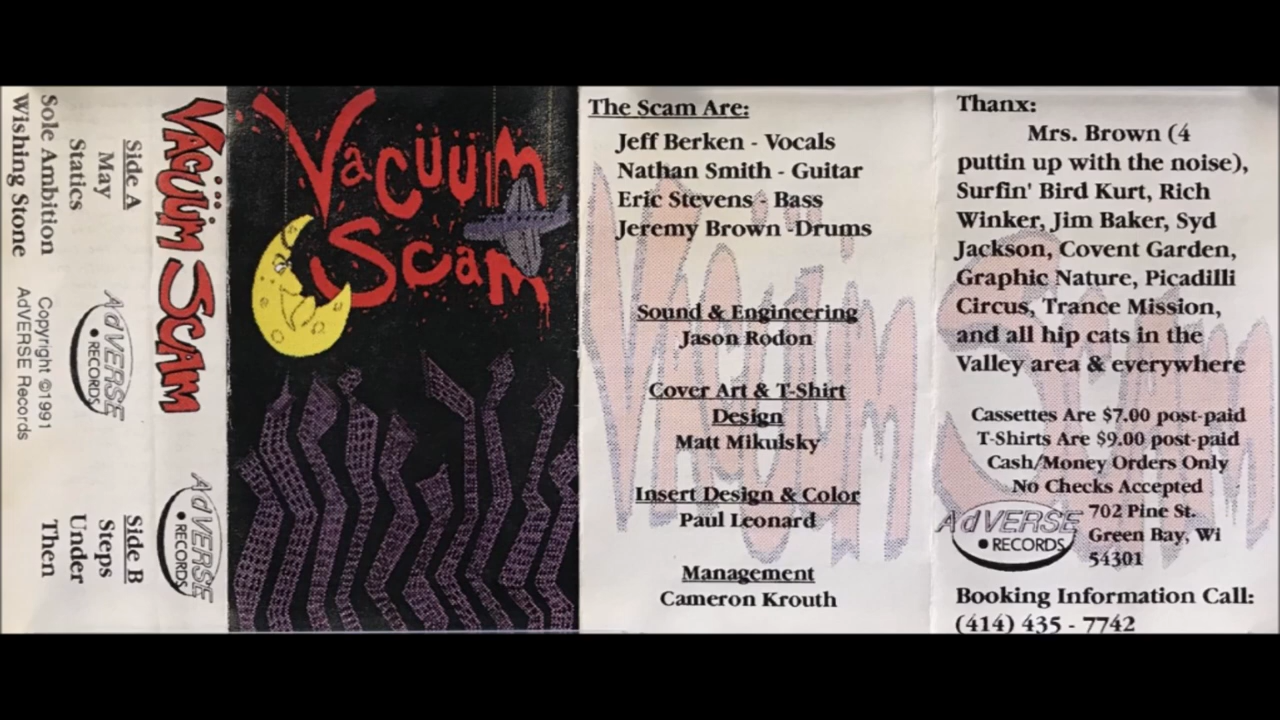 Side A
May
Statics
Sole Ambition
Wishing Stone
AdVERSE
•RECORDS
Copyright ©1991
AdVERSE Records
Side B
Steps
Under
Then
VACÜÜM SCAM
AdVERSE
•RECORDS
VacÜÜm
Scam
The Scam Are:
Jeff Berken - Vocals
Nathan Smith - Guitar
Eric Stevens - Bass
Jeremy Brown -Drums
Sound & Engineering
Jason Rodon
Cover Art & T-Shirt
Design
Matt Mikulsky
Insert Design & Color
Paul Leonard
Management
Cameron Krouth
Vacüüm Scam
Thanx:
Mrs. Brown (4
puttin up with the noise),
Surfin' Bird Kurt, Rich
Winker, Jim Baker, Syd
Jackson, Covent Garden,
Graphic Nature, Picadilli
Circus, Trance Mission,
and all hip cats in the
Valley area & everywhere
Cassettes Are $7.00 post-paid
T-Shirts Are $9.00 post-paid
Cash/Money Orders Only
No Checks Accepted
AdVERSE
•RECORDS
702 Pine St.
Green Bay, Wi
54301
Booking Information Call:
(414) 435 - 7742